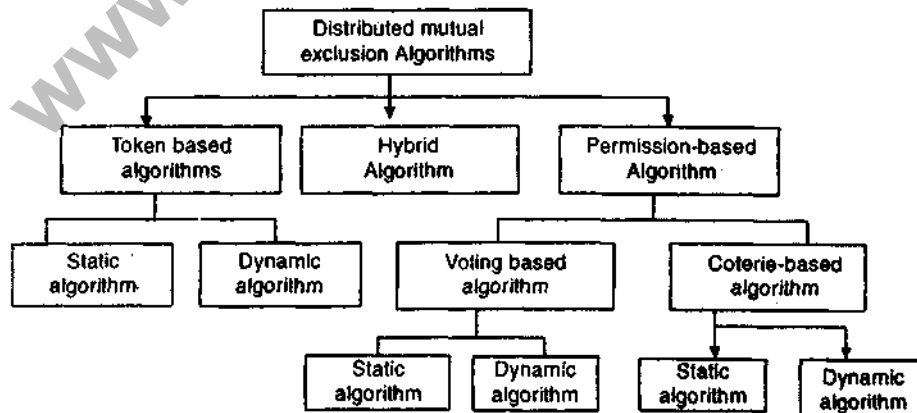 www.
Distributed mutual
exclusion Algorithms
Token based
algorithms
Hybrid
Algorithm
Permission-based
Algorithm
Static
algorithm
Dynamic
algorithm
Voting based
algorithm
Coterie-based
algorithm
Static
algorithm
Dynamic
algorithm
Static
algorithm
Dynamic
algorithm